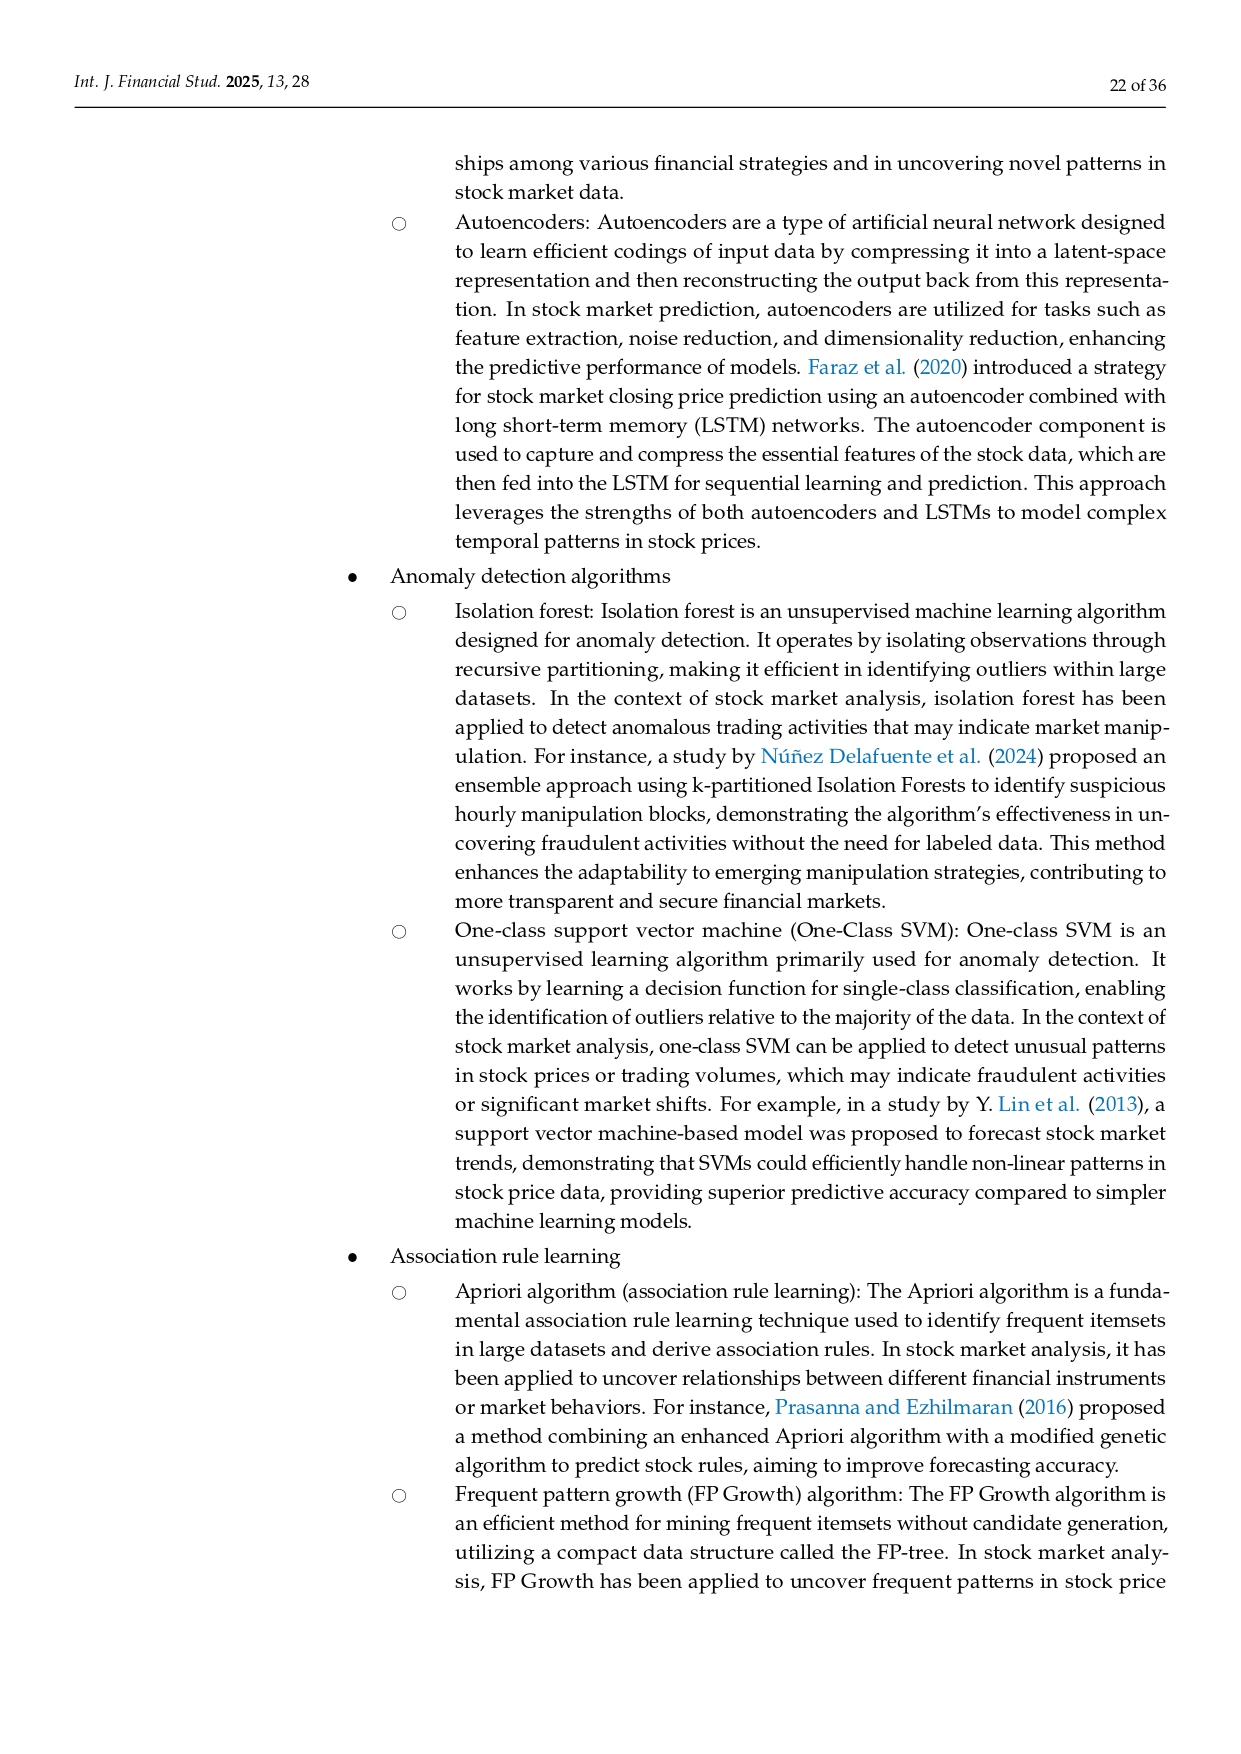 Int. J. Financial Stud. 2025, 13, 28
22 of 36
ships among various financial strategies and in uncovering novel patterns in
stock market data.
○ Autoencoders: Autoencoders are a type of artificial neural network designed
to learn efficient codings of input data by compressing it into a latent-space
representation and then reconstructing the output back from this representa-
tion. In stock market prediction, autoencoders are utilized for tasks such as
feature extraction, noise reduction, and dimensionality reduction, enhancing
the predictive performance of models. Faraz et al. (2020) introduced a strategy
for stock market closing price prediction using an autoencoder combined with
long short-term memory (LSTM) networks. The autoencoder component is
used to capture and compress the essential features of the stock data, which are
then fed into the LSTM for sequential learning and prediction. This approach
leverages the strengths of both autoencoders and LSTMs to model complex
temporal patterns in stock prices.
● Anomaly detection algorithms
○ Isolation forest: Isolation forest is an unsupervised machine learning algorithm
designed for anomaly detection. It operates by isolating observations through
recursive partitioning, making it efficient in identifying outliers within large
datasets. In the context of stock market analysis, isolation forest has been
applied to detect anomalous trading activities that may indicate market manip-
ulation. For instance, a study by Núñez Delafuente et al. (2024) proposed an
ensemble approach using k-partitioned Isolation Forests to identify suspicious
hourly manipulation blocks, demonstrating the algorithm's effectiveness in un-
covering fraudulent activities without the need for labeled data. This method
enhances the adaptability to emerging manipulation strategies, contributing to
more transparent and secure financial markets.
○ One-class support vector machine (One-Class SVM): One-class SVM is an
unsupervised learning algorithm primarily used for anomaly detection. It
works by learning a decision function for single-class classification, enabling
the identification of outliers relative to the majority of the data. In the context of
stock market analysis, one-class SVM can be applied to detect unusual patterns
in stock prices or trading volumes, which may indicate fraudulent activities
or significant market shifts. For example, in a study by Y. Lin et al. (2013), a
support vector machine-based model was proposed to forecast stock market
trends, demonstrating that SVMs could efficiently handle non-linear patterns in
stock price data, providing superior predictive accuracy compared to simpler
machine learning models.
● Association rule learning
○ Apriori algorithm (association rule learning): The Apriori algorithm is a funda-
mental association rule learning technique used to identify frequent itemsets
in large datasets and derive association rules. In stock market analysis, it has
been applied to uncover relationships between different financial instruments
or market behaviors. For instance, Prasanna and Ezhilmaran (2016) proposed
a method combining an enhanced Apriori algorithm with a modified genetic
algorithm to predict stock rules, aiming to improve forecasting accuracy.
○ Frequent pattern growth (FP Growth) algorithm: The FP Growth algorithm is
an efficient method for mining frequent itemsets without candidate generation,
utilizing a compact data structure called the FP-tree. In stock market analy-
sis, FP Growth has been applied to uncover frequent patterns in stock price